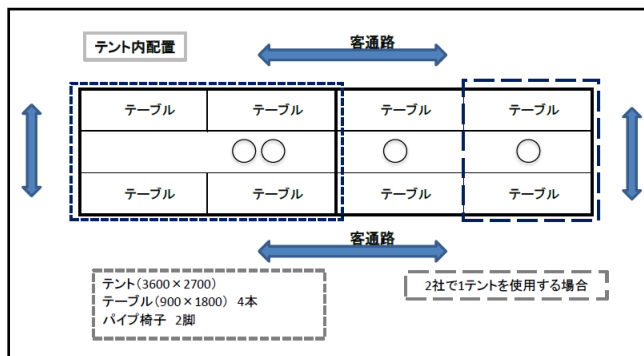 テント内配置
客通路
テーブル テーブル テーブル テーブル
テーブル テーブル テーブル テーブル
客通路
テント(3600×2700)
テーブル(900×1800) 4本
パイプ椅子 2脚
2社で1テントを使用する場合